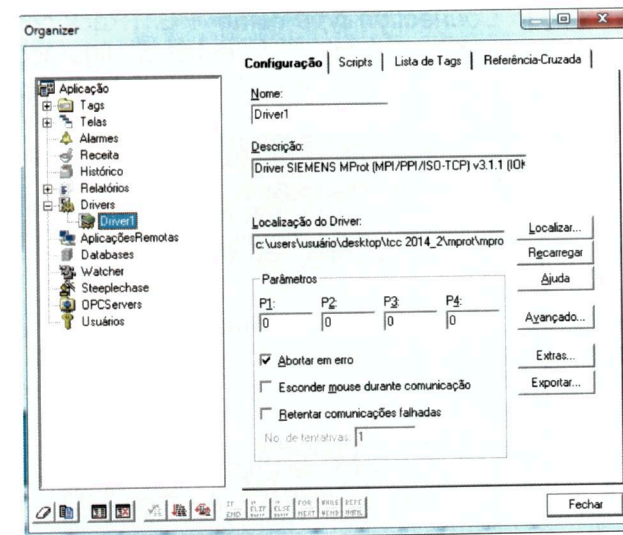 Organizer
Configuração
Scripts
Lista de Tags
Referência-Cruzada
Aplicação
Tags
Telas
Alarmes
Receita
Histórico
Relatórios
Drivers
Driver1
AplicaçõesRemotas
Databases
Watcher
Steeplechase
OPCServers
Usuários
Nome:
Driver1
Descrição:
Driver SIEMENS MProt (MPI/PPI/ISO-TCP) v3.1.1
Localização do Driver:
c:\users\usuário\desktop\tcc 2014_2\mprot\mpro
Localizar...
Recarregar
Ajuda
Avançado...
Extras...
Exportar...
Parâmetros
P1: P2: P3: P4:
0 0 0 0
Abortar em erro
Esconder mouse durante comunicação
Retentar comunicações falhadas
No. de tentativas: 1
Fechar